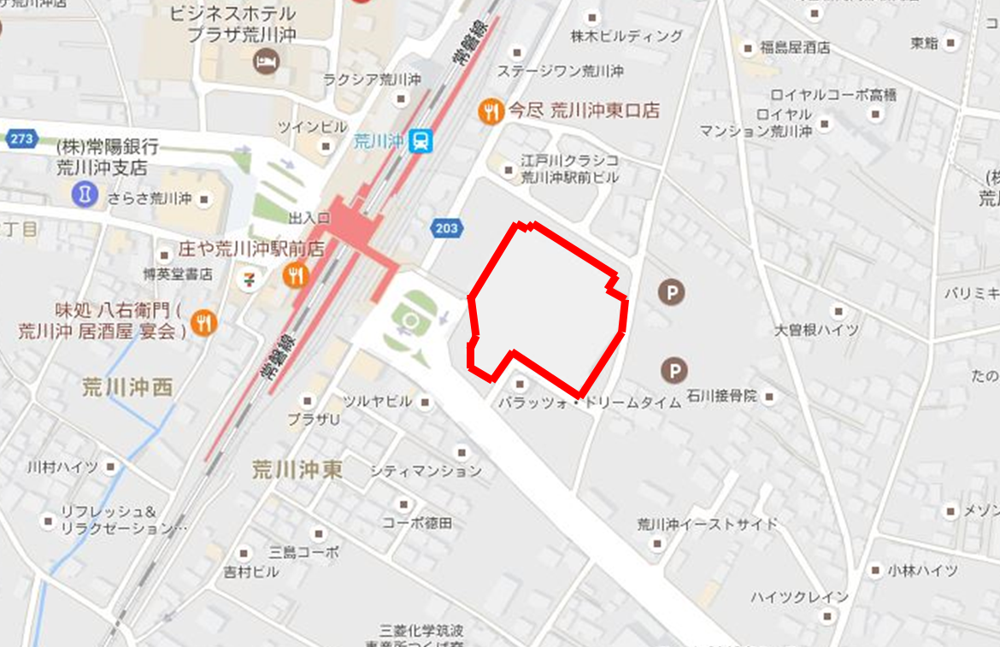 ビジネスホテル
プラザ荒川沖
常磐線
株木ビルディング
福島屋酒店
東鮨
ステージワン荒川沖
ラクシア荒川沖
ロイヤルコーポ高橋
今尽 荒川沖東口店
ロイヤル
マンション荒川沖
ツインビル
荒川沖
273
(株)常陽銀行
荒川沖支店
江戸川クラシコ
荒川沖駅前ビル
さらさ荒川沖
出入口
203
丁目
庄や荒川沖駅前店
博英堂書店
7
P
味処 八右衛門 (
荒川沖 居酒屋 宴会 )
大曽根ハイツ
バリミキ
常磐線
P
荒川沖西
たの
ツルヤビル
パラッツォ・ドリームタイム
石川接骨院
プラザU
川村ハイツ
荒川沖東
シティマンション
リフレッシュ&
リラクゼーション…
コーポ徳田
荒川沖イーストサイド
メゾン
三島コーポ
吉村ビル
小林ハイツ
ハイツクレイン
三菱化学筑波